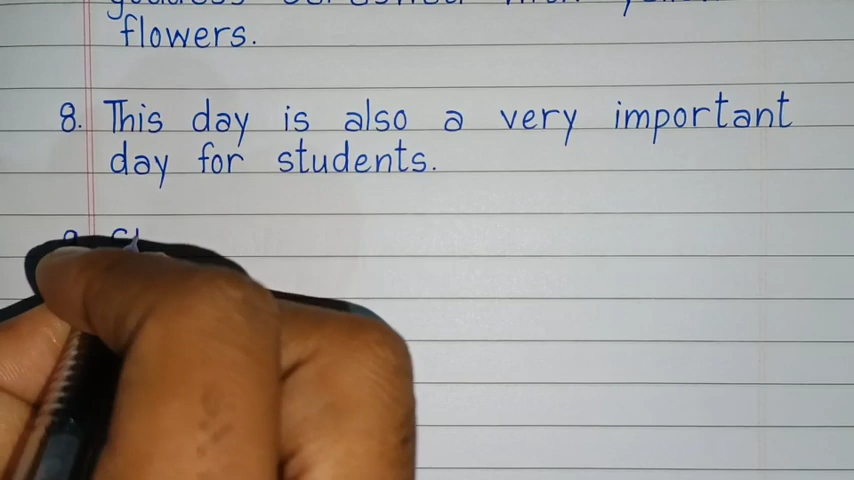 flowers.
8. This day is also a very important
day for students.